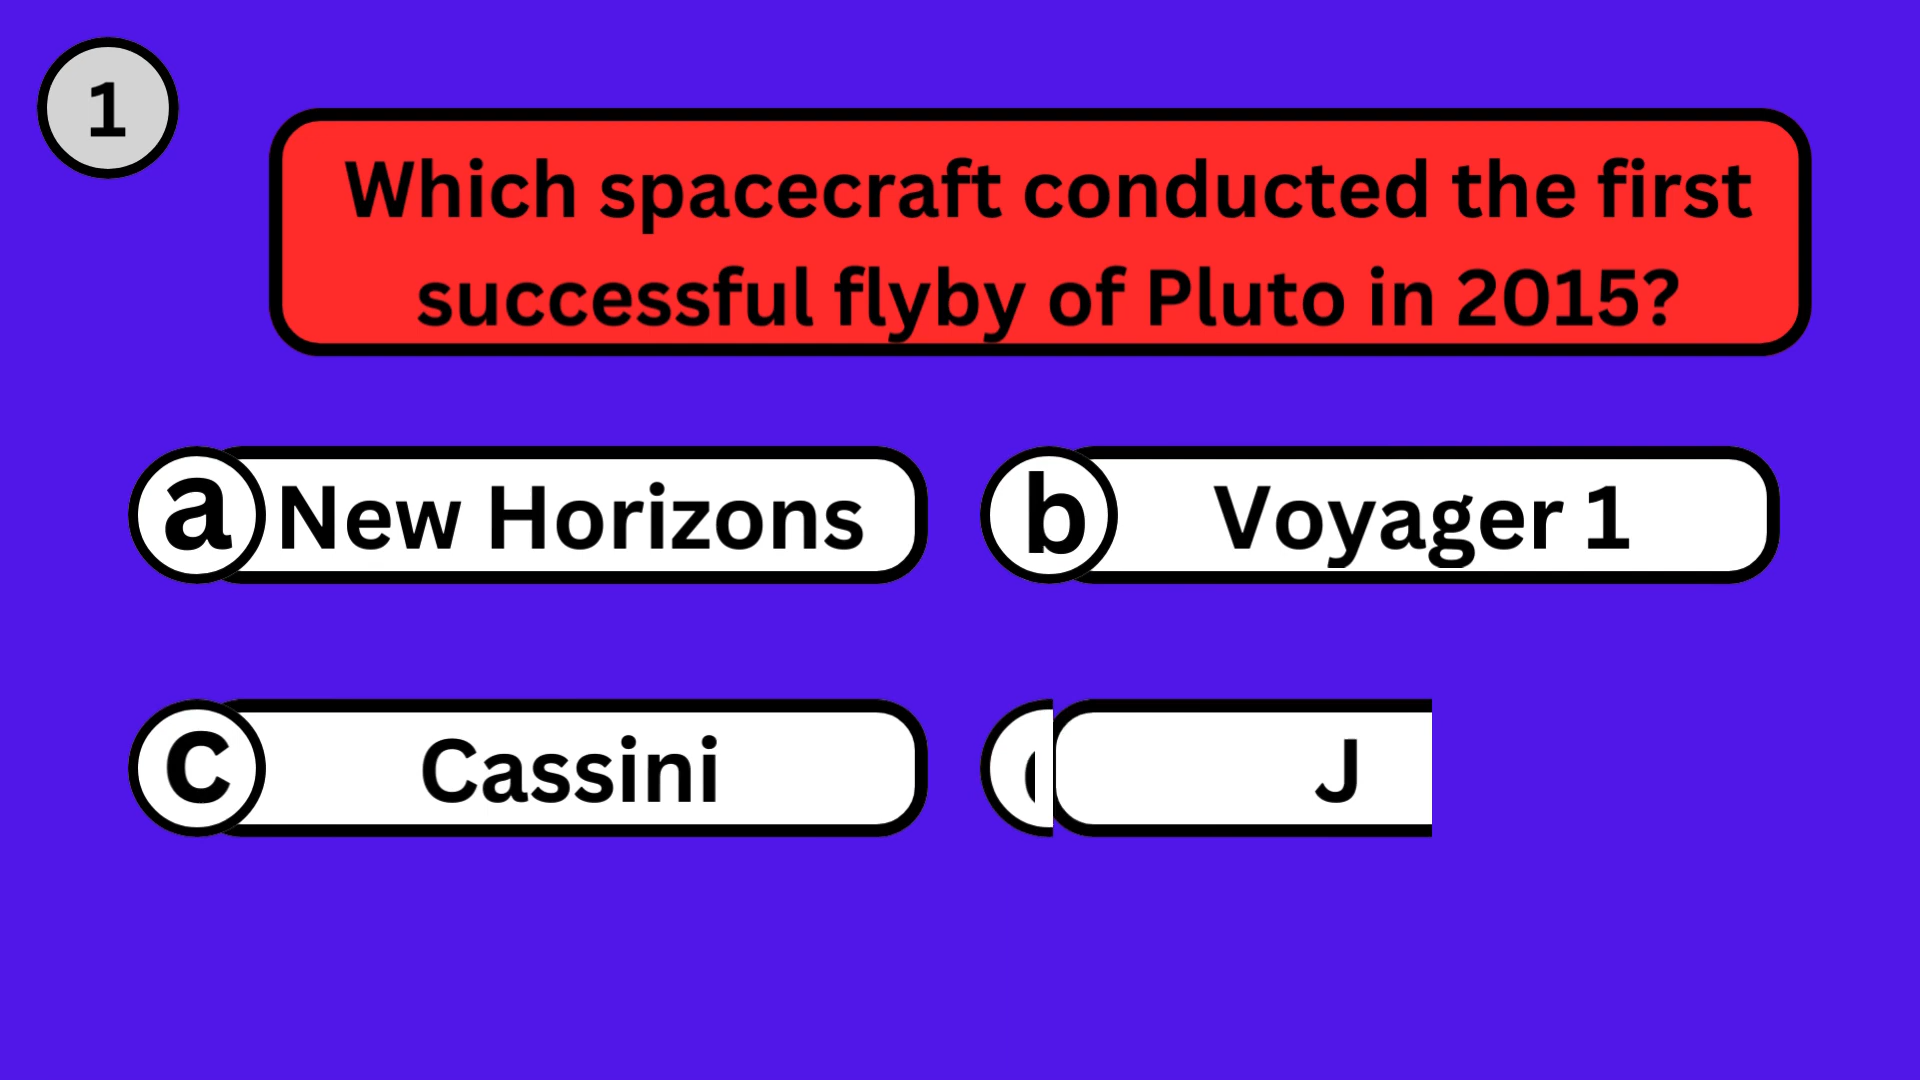 1
Which spacecraft conducted the first
successful flyby of Pluto in 2015?
a New Horizons
b Voyager 1
c Cassini
J